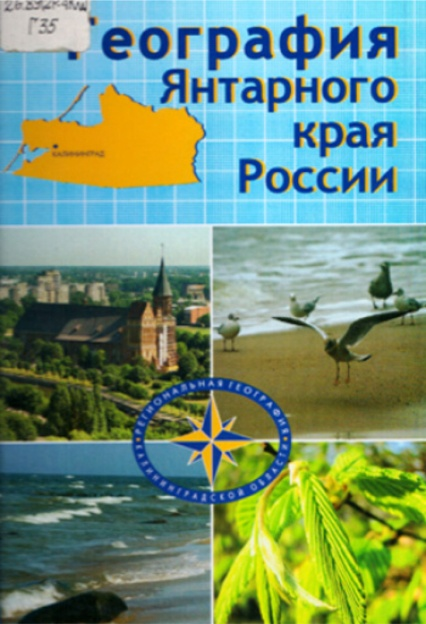 Г35
География
Янтарного
края
России
КАЛИНИНГРАД
РЕГИОНАЛЬНАЯ ГЕОГРАФИЯ
КАЛИНИНГРАДСКОЙ ОБЛАСТИ